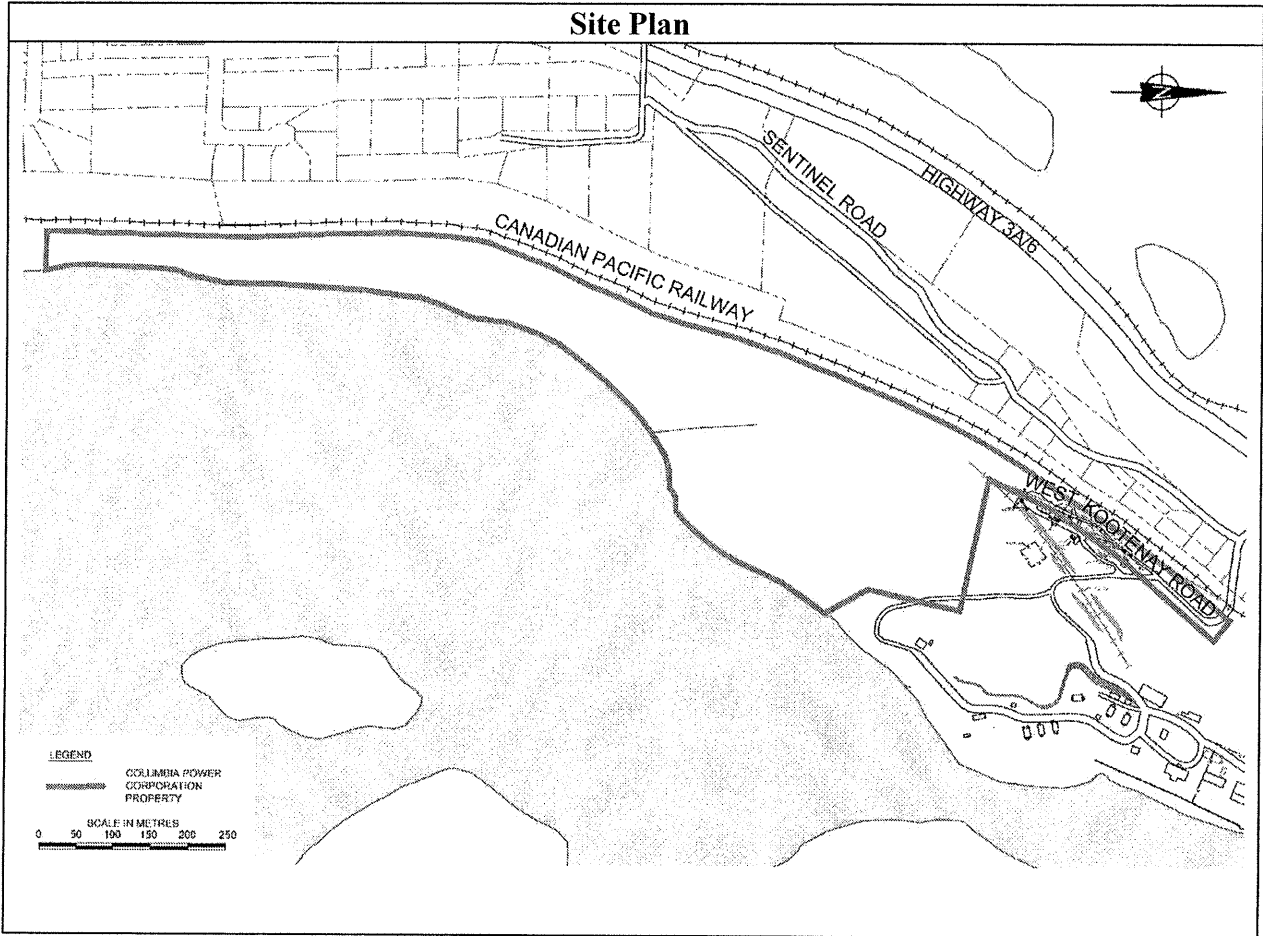 Site Plan
N
SENTINEL ROAD
HIGHWAY 3A/6
CANADIAN PACIFIC RAILWAY
WEST KOOTENAY ROAD
LEGEND
COLUMBIA POWER
CORPORATION
PROPERTY
SCALE IN METRES
0 50 100 150 200 250